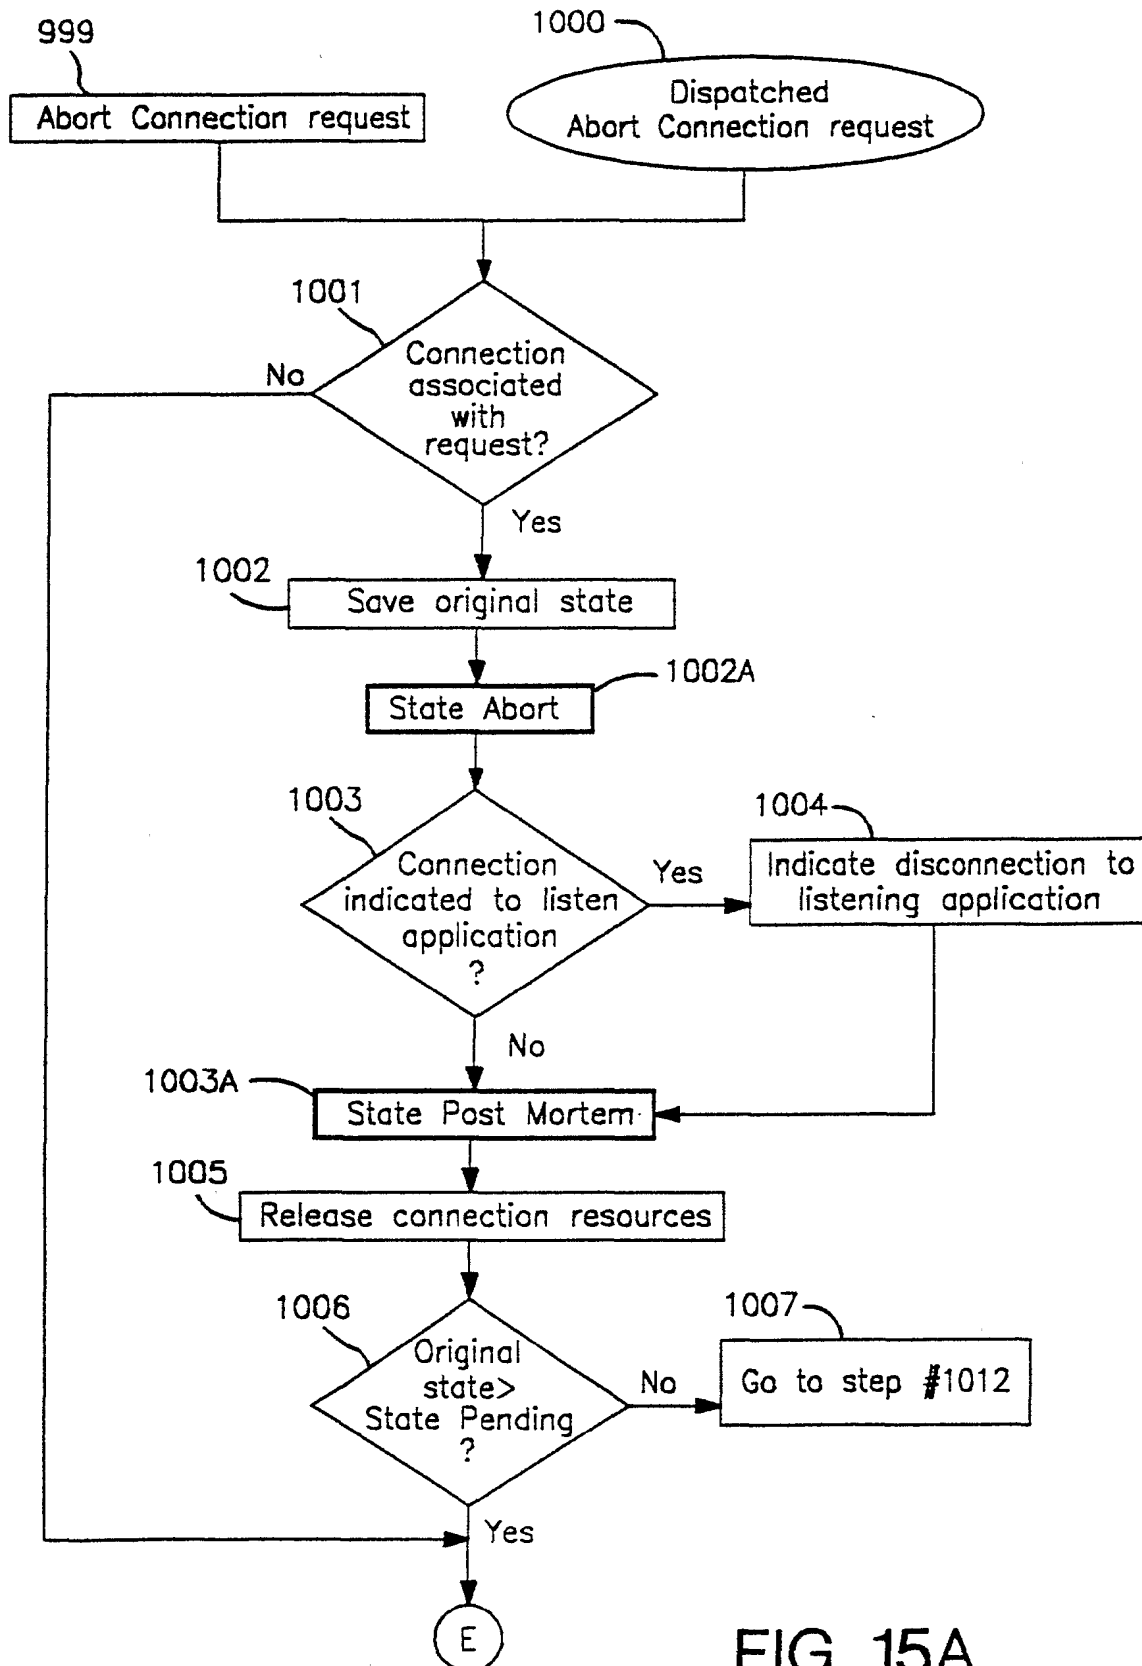 999
1000
Abort Connection request
Dispatched
Abort Connection request
1001
No
Connection
associated
with
request?
Yes
1002
Save original state
1002A
State Abort
1003
Connection
indicated to listen
application
?
Yes
1004
Indicate disconnection to
listening application
No
1003A
State Post Mortem
1005
Release connection resources
1006
Original
state>
State Pending
?
No
1007
Go to step #1012
Yes
E
FIG. 15A